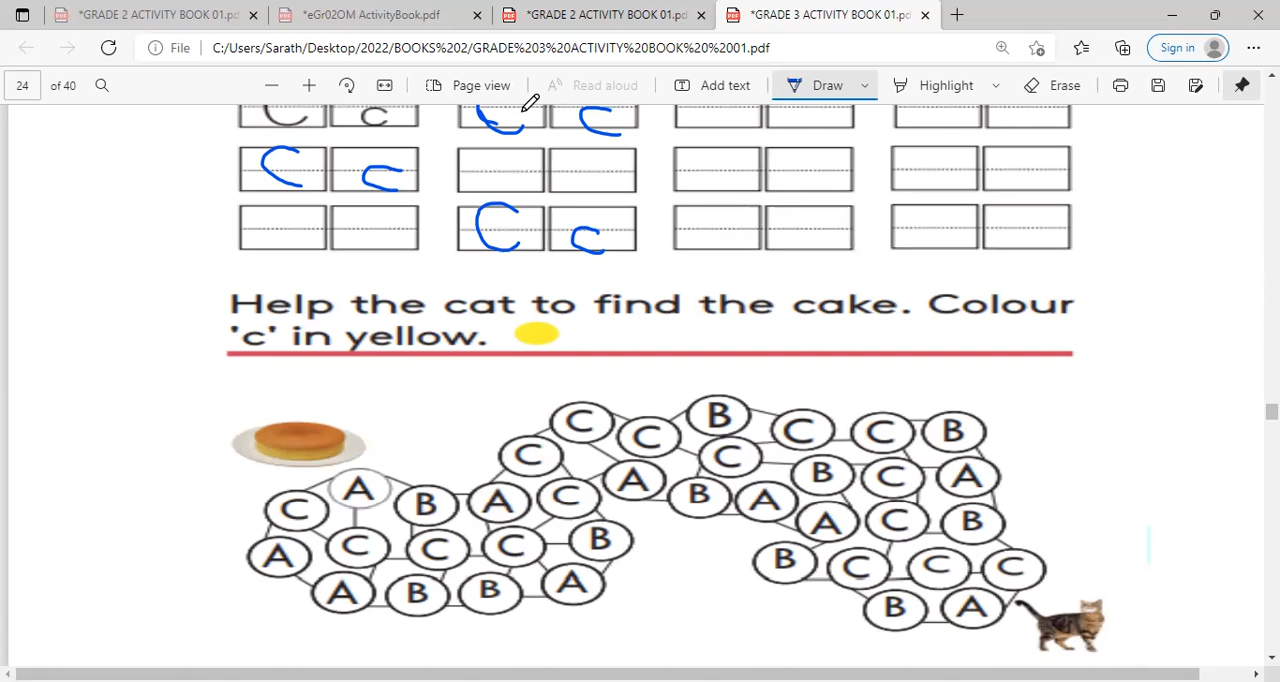 *GRADE 2 ACTIVITY BOOK 01.pd
*eGr02OM ActivityBook.pdf
*GRADE 2 ACTIVITY BOOK 01.pd
*GRADE 3 ACTIVITY BOOK 01.pd
File C:/Users/Sarath/Desktop/2022/BOOKS%202/GRADE%203%20ACTIVITY%20BOOK%20%2001.pdf Sign in
24 of 40 Page view Read aloud Add text Draw Highlight Erase
C c C c
C c
C c
Help the cat to find the cake. Colour
'c' in yellow.
C C B C C B
C C B C A
C A B A C A B A A C B
A C C C B B C C C
A B B A B A